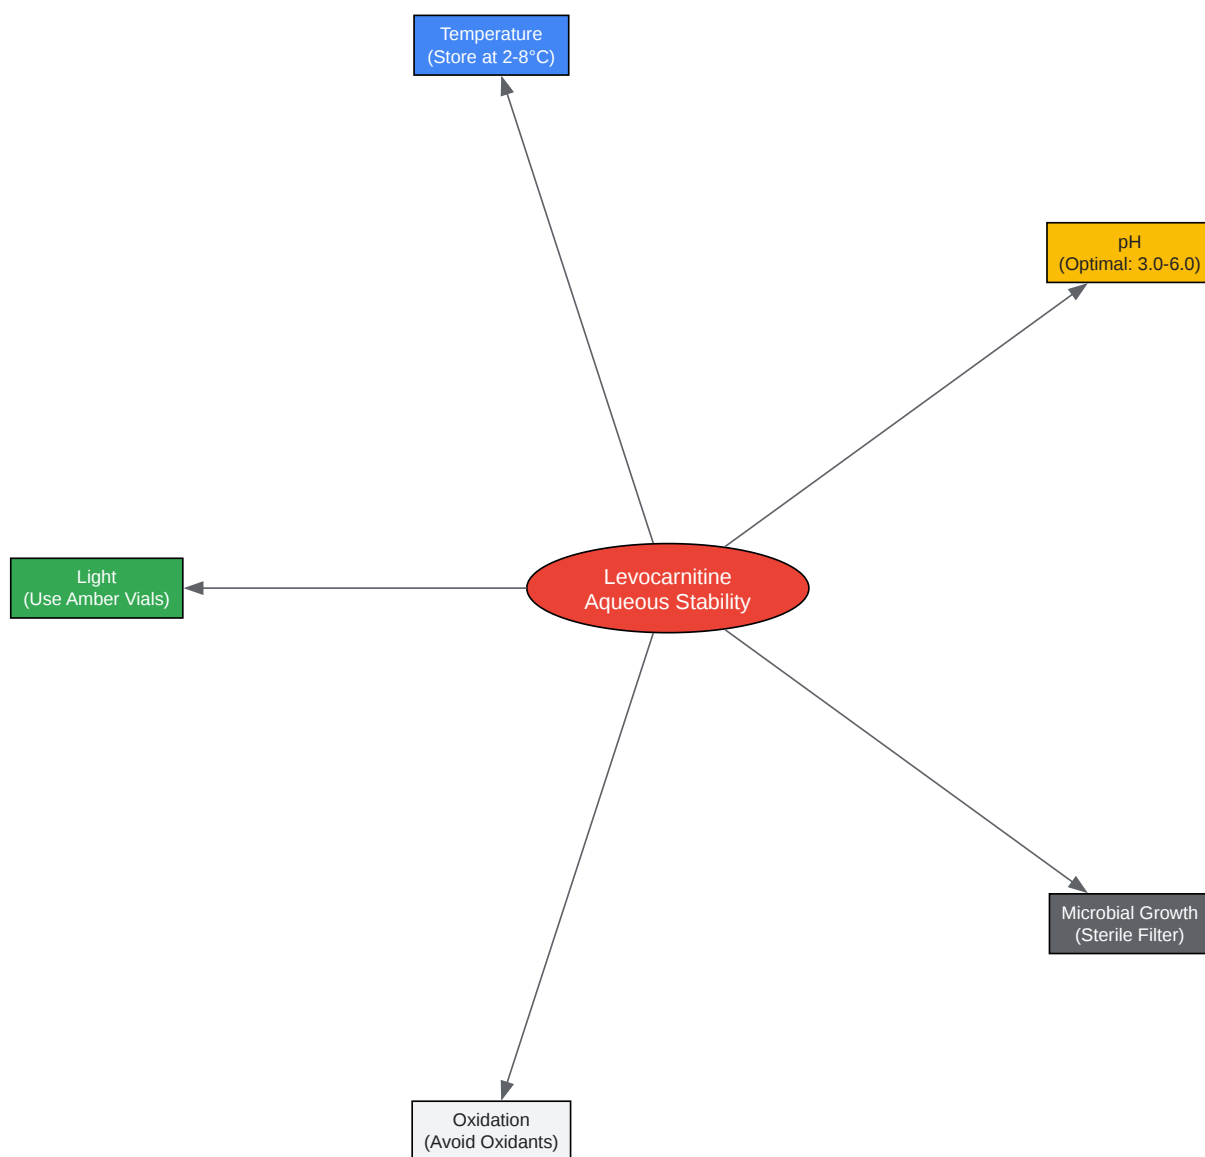 Temperature
(Store at 2-8°C)
pH
(Optimal: 3.0-6.0)
Light
(Use Amber Vials)
Levocarnitine
Aqueous Stability
Microbial Growth
(Sterile Filter)
Oxidation
(Avoid Oxidants)